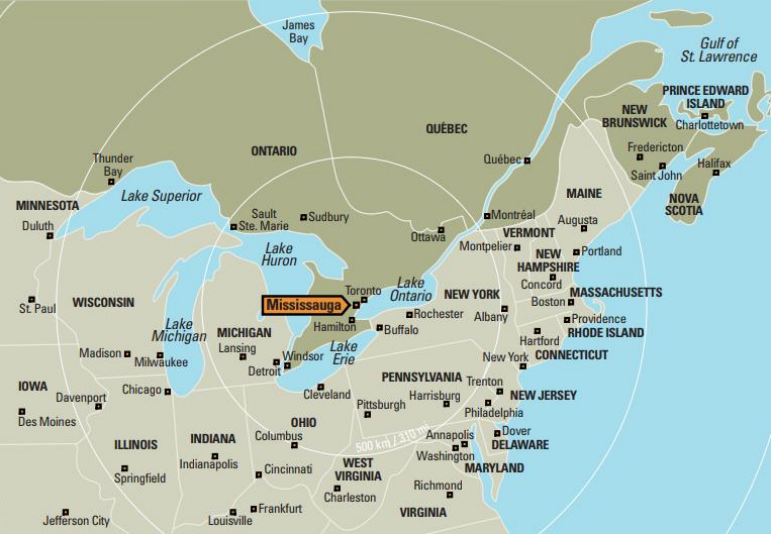 James
Bay
Gulf of
St. Lawrence
PRINCE EDWARD
ISLAND
Charlottetown
NEW
BRUNSWICK
Fredericton
Saint John
Halifax
NOVA
SCOTIA
QUÉBEC
ONTARIO
Québec
Thunder
Bay
Lake Superior
MINNESOTA
Duluth
Sault
Ste. Marie
Sudbury
Ottawa
Montréal
MAINE
Augusta
VERMONT
Montpelier
Portland
NEW
HAMPSHIRE
Concord
Lake
Huron
Toronto
Mississauga
Hamilton
Lake
Ontario
NEW YORK
Rochester
Buffalo
Albany
Boston
MASSACHUSETTS
Providence
RHODE ISLAND
Hartford
CONNECTICUT
New York
St. Paul
WISCONSIN
Lake
Michigan
MICHIGAN
Lansing
Windsor
Detroit
Lake
Erie
Madison
Milwaukee
Chicago
IOWA
Davenport
Des Moines
Cleveland
PENNSYLVANIA
Pittsburgh
Harrisburg
Trenton
NEW JERSEY
Philadelphia
500 km / 310 mi
OHIO
Columbus
INDIANA
Indianapolis
ILLINOIS
Springfield
Cincinnati
WEST
VIRGINIA
Charleston
Annapolis
Washington
Dover
DELAWARE
MARYLAND
Richmond
VIRGINIA
Jefferson City
Louisville
Frankfurt